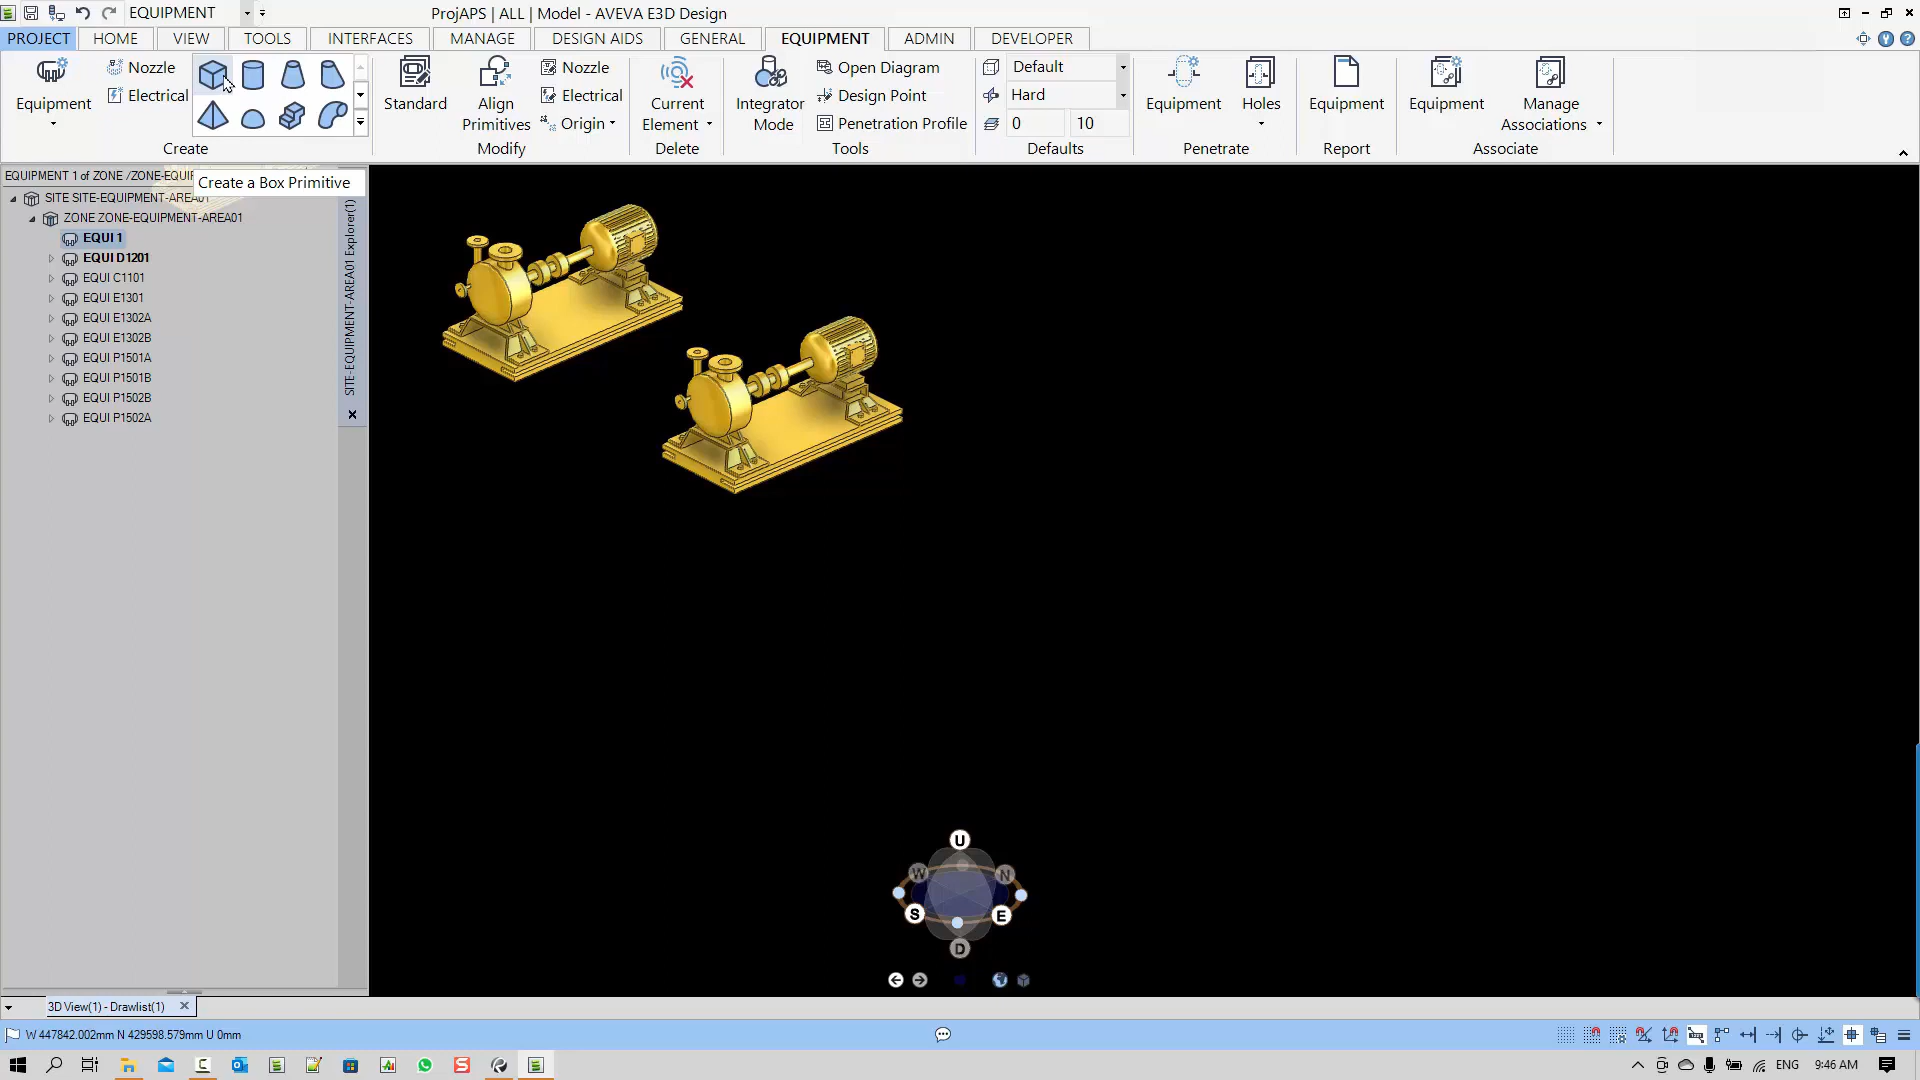 EQUIPMENT
ProjAPS | ALL | Model - AVEVA E3D Design
PROJECT HOME VIEW TOOLS INTERFACES MANAGE DESIGN AIDS GENERAL EQUIPMENT ADMIN DEVELOPER
Equipment
Nozzle
Electrical
Create
Standard
Align
Primitives
Nozzle
Electrical
Origin
Modify
Current
Element
Delete
Integrator
Mode
Open Diagram
Design Point
Penetration Profile
Tools
Default
Hard
0 10
Defaults
Equipment
Holes
Penetrate
Equipment
Report
Equipment
Manage
Associations
Associate
EQUIPMENT 1 of ZONE /ZONE-EQUI
Create a Box Primitive
SITE SITE-EQUIPMENT-AREA01
ZONE ZONE-EQUIPMENT-AREA01
EQUI 1
EQUI D1201
EQUI C1101
EQUI E1301
EQUI E1302A
EQUI E1302B
EQUI P1501A
EQUI P1501B
EQUI P1502B
EQUI P1502A
SITE-EQUIPMENT-AREA01 Explorer(1)
U
W N
S E
D
3D View(1) - Drawlist(1)
W 447842.002mm N 429598.579mm U 0mm
ENG 9:46 AM